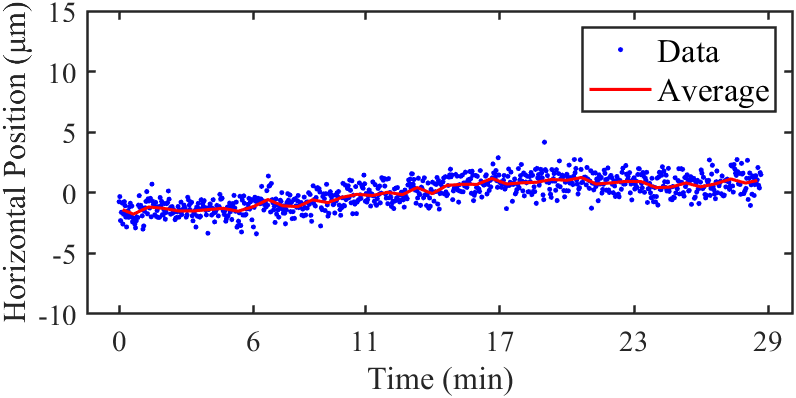 Horizontal Position (μm)
15
10
5
0
-5
-10
Data
Average
0 6 11 17 23 29
Time (min)